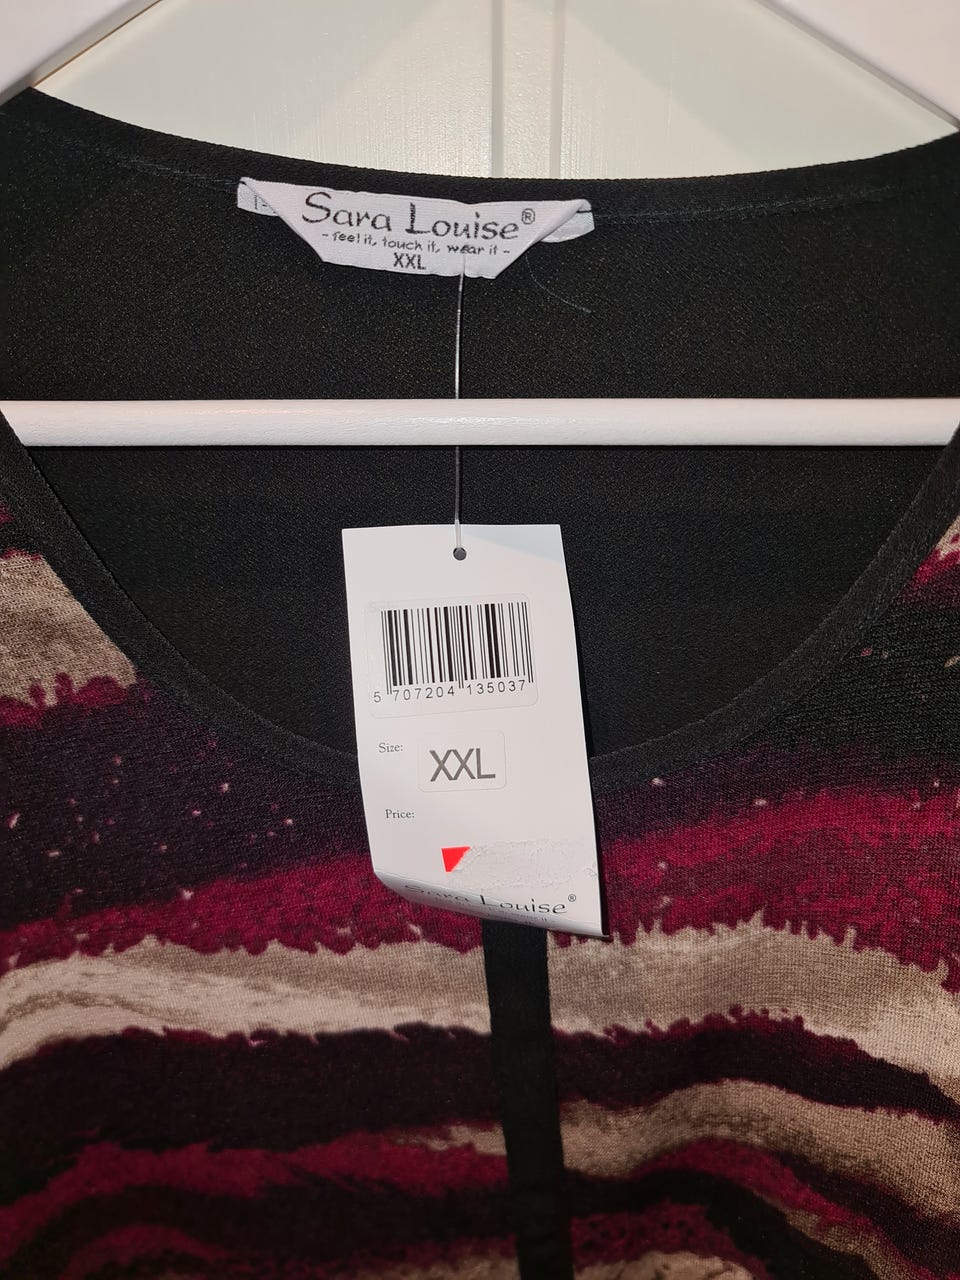 Sara Louise®
- feel it, touch it, wear it -
XXL
5 707204 135037
Size:
XXL
Price:
Sara Louise®